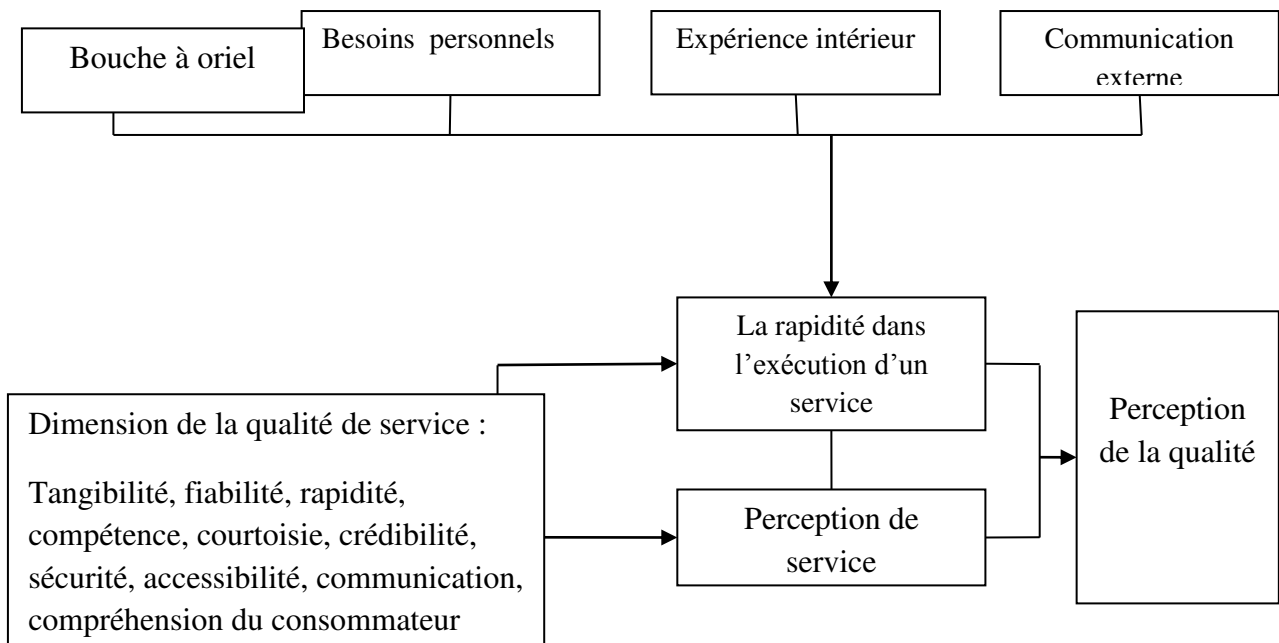 Bouche à oriel
Besoins personnels
Expérience intérieur
Communication
externe
La rapidité dans
l’exécution d’un
service
Perception
de la qualité
Dimension de la qualité de service :
Tangibilité, fiabilité, rapidité,
compétence, courtoisie, crédibilité,
sécurité, accessibilité, communication,
compréhension du consommateur
Perception de
service